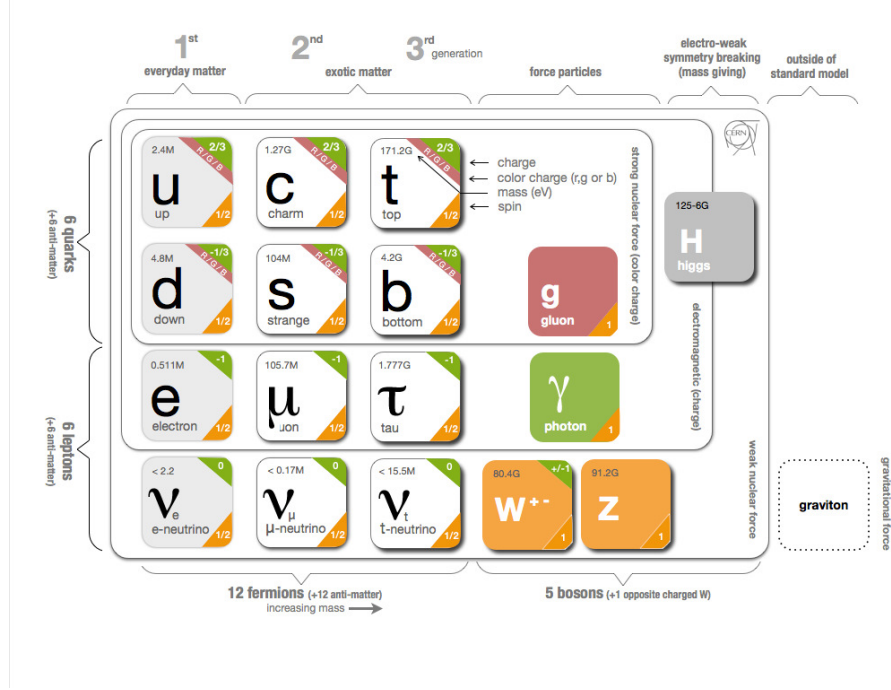 1st
2nd
3rd
generation
everyday matter
exotic matter
force particles
electro-weak
symmetry breaking
(mass giving)
outside of
standard model
CERN
6 quarks
(+6 anti-matter)
2.4M
2/3
R/G/B
u
up
1/2
1.27G
2/3
R/G/B
c
charm
1/2
171.2G
2/3
R/G/B
t
top
1/2
charge
color charge (r,g or b)
mass (eV)
spin
strong nuclear force (color charge)
125-6G
H
higgs
4.8M
-1/3
R/G/B
d
down
1/2
104M
-1/3
R/G/B
s
strange
1/2
4.2G
-1/3
R/G/B
b
bottom
1/2
g
gluon
1
electromagnetic (charge)
6 leptons
(+6 anti-matter)
0.511M
-1
e
electron
1/2
105.7M
-1
μ
uon
1/2
1.777G
-1
τ
tau
1/2
γ
photon
1
weak nuclear force
< 2.2
0
νe
e-neutrino
1/2
< 0.17M
0
νμ
μ-neutrino
1/2
< 15.5M
0
νt
t-neutrino
1/2
80.4G
+/-1
W+-
1
91.2G
Z
1
graviton
gravitational force
12 fermions (+12 anti-matter)
increasing mass
5 bosons (+1 opposite charged W)